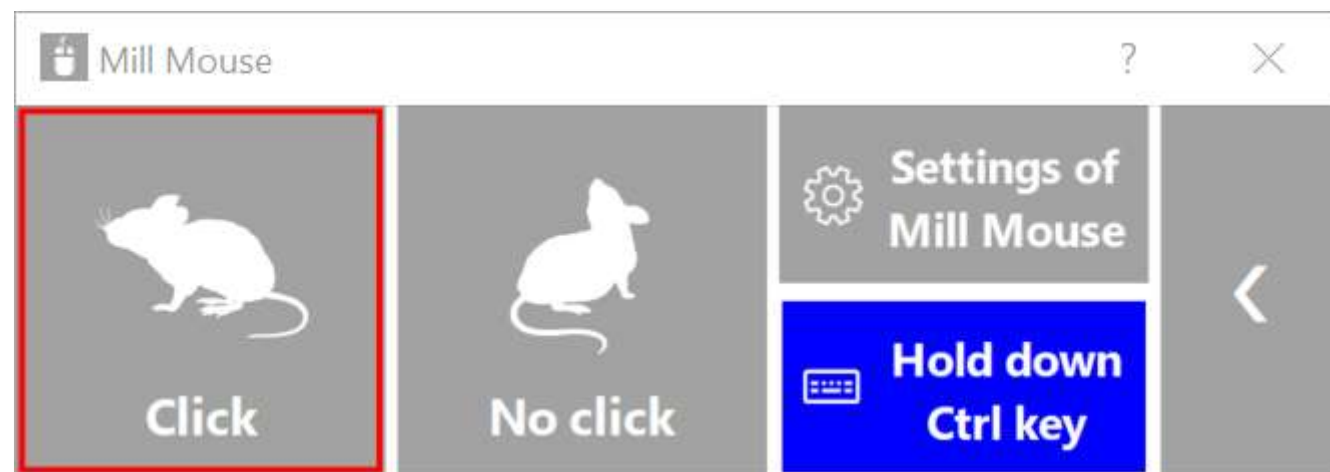 Mill Mouse
?
Click
No click
Settings of
Mill Mouse
Hold down
Ctrl key